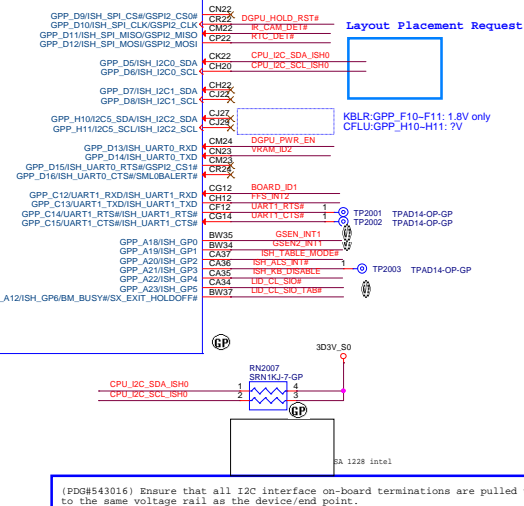 GPP_D9/ISH_SPI_CS#/GSPI2_CS0# CN22
GPP_D10/ISH_SPI_CLK/GSPI2_CLK CR22 DGPU_HOLD_RST#
GPP_D11/ISH_SPI_MISO/GSPI2_MISO CM22 IR_CAM_DET#
GPP_D12/ISH_SPI_MOSI/GSPI2_MOSI CP22 RTC_DET#
Layout Placement Request
GPP_D5/ISH_I2C0_SDA CK22 CPU_I2C_SDA_ISH0
GPP_D6/ISH_I2C0_SCL CH20 CPU_I2C_SCL_ISH0
GPP_D7/ISH_I2C1_SDA CH22
GPP_D8/ISH_I2C1_SCL CJ22
GPP_H10/I2C5_SDA/ISH_I2C2_SDA CJ27
GPP_H11/I2C5_SCL/ISH_I2C2_SCL CJ29
KBLR:GPP_F10~F11: 1.8V only
CFLU:GPP_H10~H11: ?V
GPP_D13/ISH_UART0_RXD CM24 DGPU_PWR_EN
GPP_D14/ISH_UART0_TXD CN23 VRAM_ID2
GPP_D15/ISH_UART0_RTS#/GSPI2_CS1# CM23
GPP_D16/ISH_UART0_CTS#/SML0BALERT# CR24
GPP_C12/UART1_RXD/ISH_UART1_RXD CG12 BOARD_ID1
GPP_C13/UART1_TXD/ISH_UART1_TXD CH12 FFS_INT2
GPP_C14/UART1_RTS#/ISH_UART1_RTS# CF12 UART1_RTS# 1 TP2001 TPAD14-OP-GP
GPP_C15/UART1_CTS#/ISH_UART1_CTS# CG14 UART1_CTS# 1 TP2002 TPAD14-OP-GP
GPP_A18/ISH_GP0 BW35 GSEN_INT1
GPP_A19/ISH_GP1 BW34 GSEN2_INT1
GPP_A20/ISH_GP2 CA37 ISH_TABLE_MODE#
GPP_A21/ISH_GP3 CA36 ISH_ALS_INT# 1 TP2003 TPAD14-OP-GP
GPP_A22/ISH_GP4 CA35 ISH_KB_DISABLE
GPP_A23/ISH_GP5 CA34 LID_CL_SIO#
_A12/ISH_GP6/BM_BUSY#/SX_EXIT_HOLDOFF# BW37 LID_CL_SIO_TAB#
GP
3D3V_S0
RN2007
SRN1KJ-7-GP
CPU_I2C_SDA_ISH0 1 4
CPU_I2C_SCL_ISH0 2 3
GP
SA 1228 intel
(PDG#543016) Ensure that all I2C interface on-board terminations are pulled
to the same voltage rail as the device/end point.